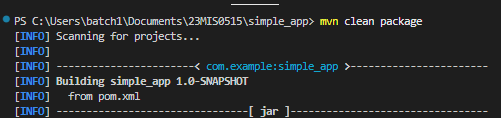 PS C:\Users\batch1\Documents\23MIS0515\simple_app> mvn clean package
[INFO] Scanning for projects...
[INFO]
[INFO] ----------------------< com.example:simple_app >-----------------------
[INFO] Building simple_app 1.0-SNAPSHOT
[INFO]   from pom.xml
[INFO] --------------------------------[ jar ]---------------------------------